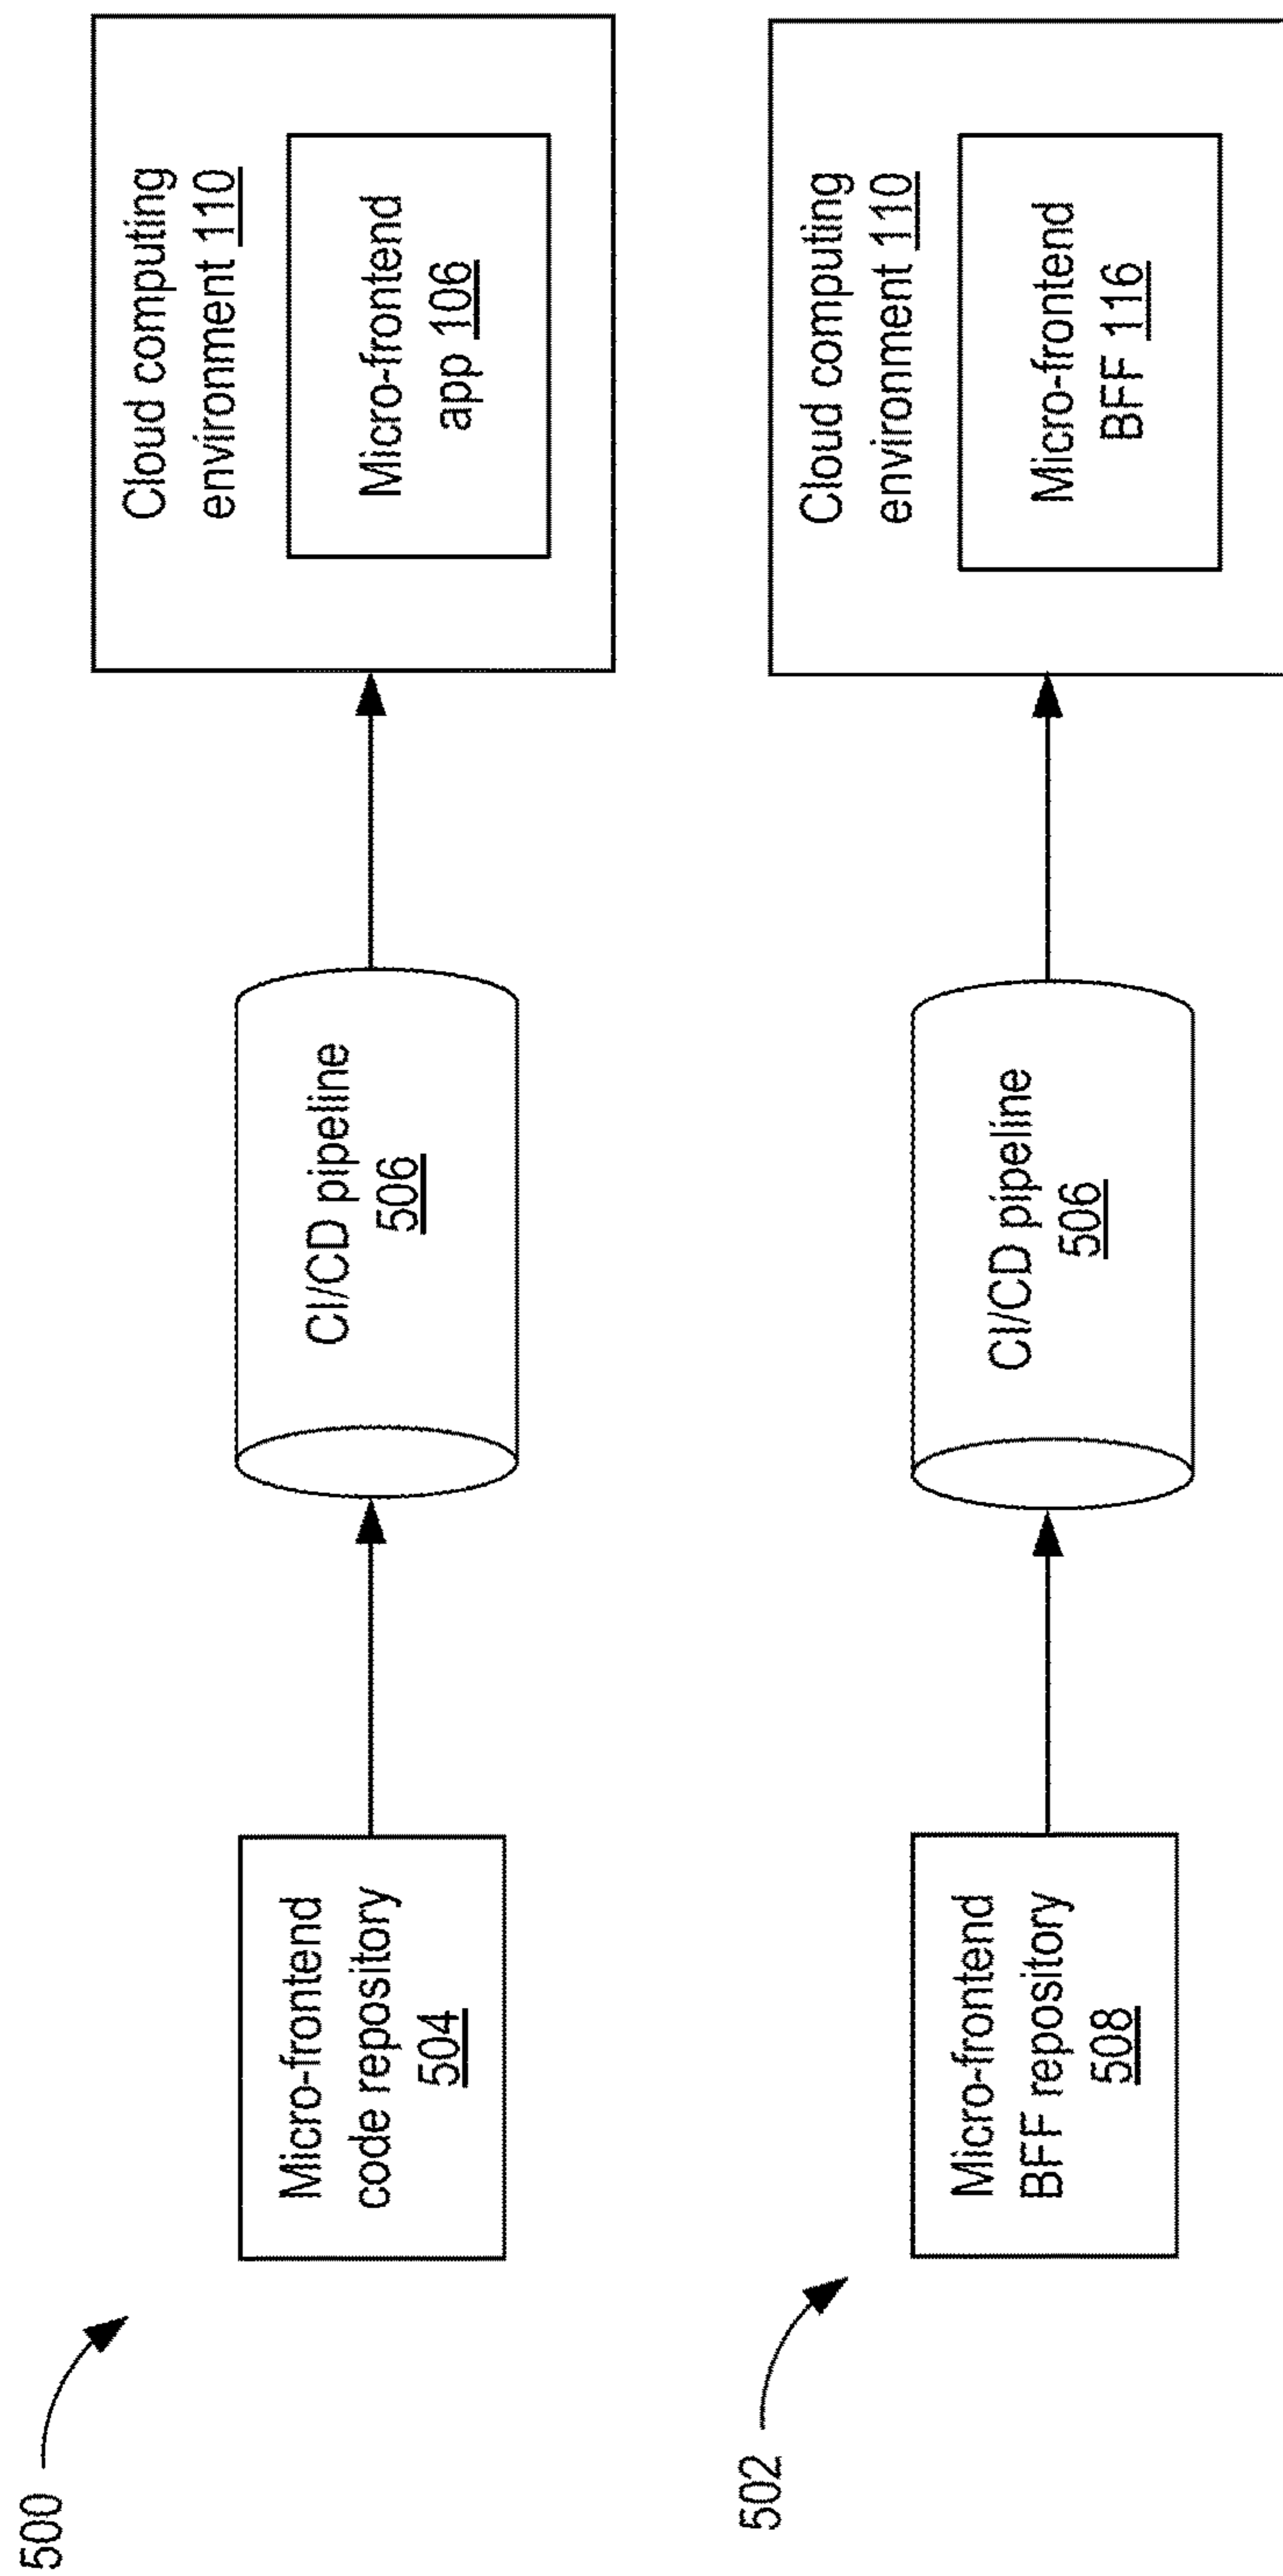 500
Micro-frontend
code repository
504
CI/CD pipeline
506
Cloud computing
environment 110
Micro-frontend
app 106
502
Micro-frontend
BFF repository
508
CI/CD pipeline
506
Cloud computing
environment 110
Micro-frontend
BFF 116